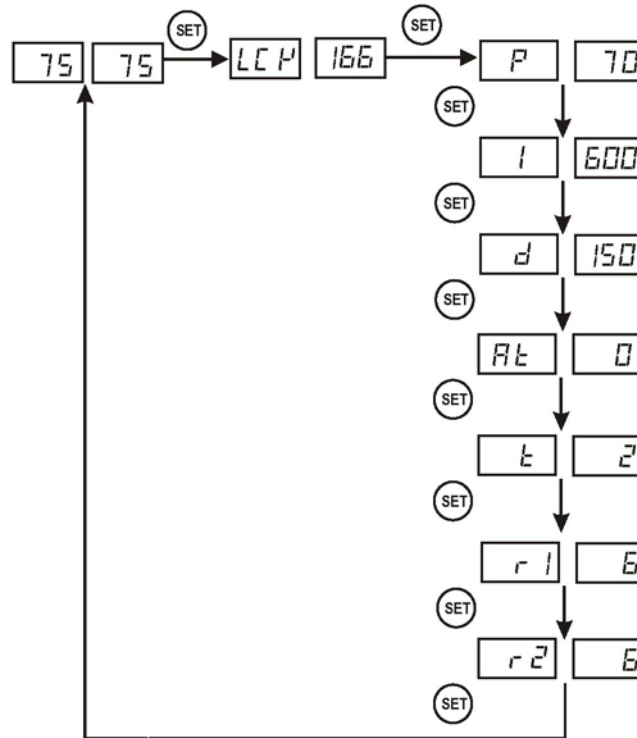 SET SET
75 75 LCK 166 P 70
SET
I 600
SET
d 150
SET
At 0
SET
t 2
SET
r1 6
SET
r2 6
SET